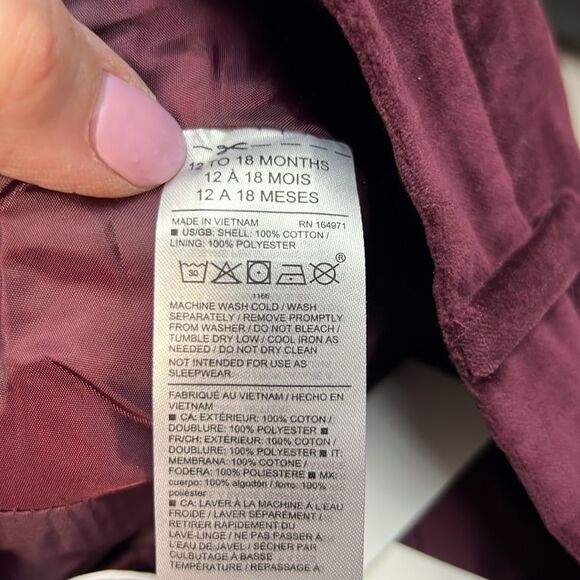 12 TO 18 MONTHS
12 À 18 MOIS
12 A 18 MESES
MADE IN VIETNAM RN 164971
■ US/GB: SHELL: 100% COTTON /
LINING: 100% POLYESTER
30 ®
1166
MACHINE WASH COLD / WASH
SEPARATELY / REMOVE PROMPTLY
FROM WASHER / DO NOT BLEACH /
TUMBLE DRY LOW / COOL IRON AS
NEEDED / DO NOT DRY CLEAN
NOT INTENDED FOR USE AS
SLEEPWEAR.
FABRIQUÉ AU VIETNAM / HECHO EN
VIETNAM
■ CA: EXTÉRIEUR: 100% COTON /
DOUBLURE: 100% POLYESTER ■
FR/CH: EXTÉRIEUR: 100% COTON /
DOUBLURE: 100% POLYESTER ■ IT:
MEMBRANA: 100% COTONE /
FODERA: 100% POLIESTERE ■ MX:
cuerpo: 100% algodón / forro: 100%
poliéster
■ CA: LAVER À LA MACHINE À L'EAU
FROIDE / LAVER SÉPARÉMENT /
RETIRER RAPIDEMENT DU
LAVE-LINGE / NE PAS PASSER À
L'EAU DE JAVEL / SÉCHER PAR
CULBUTAGE À BASSE
TEMPÉRATURE / REPASSAGE À